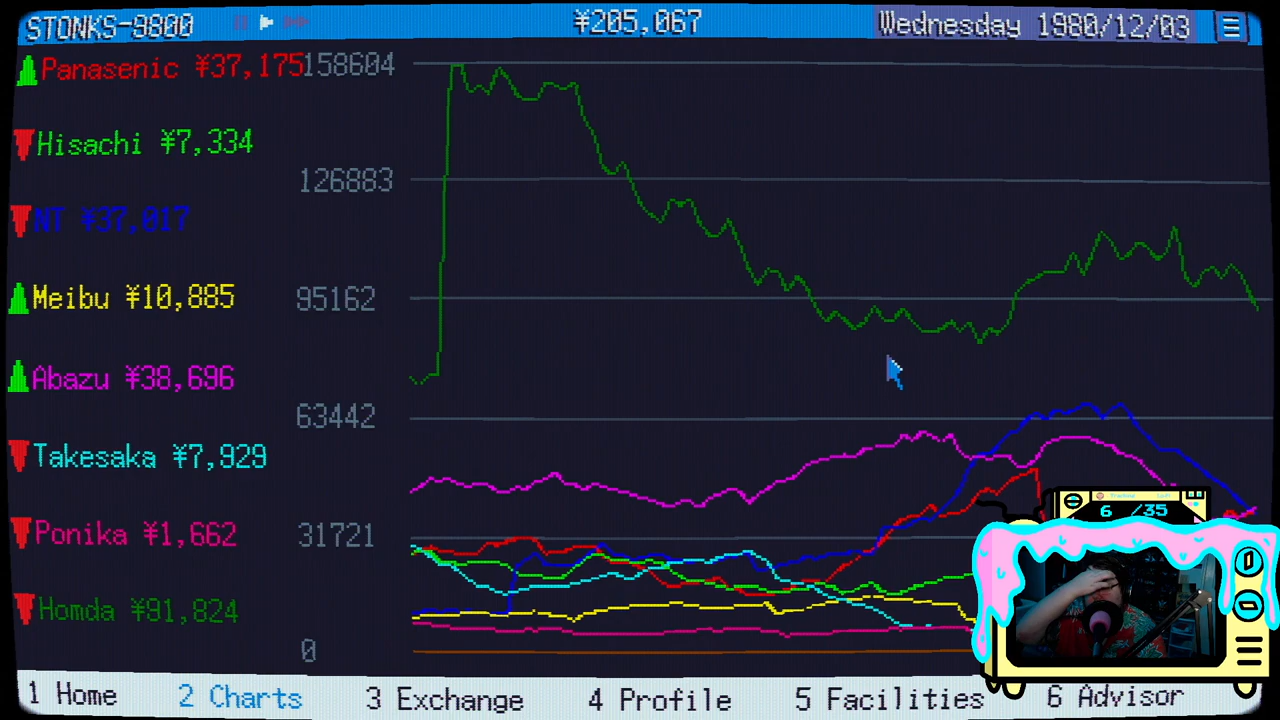 STONKS-9800 ¥205,067 Wednesday 1980/12/03
Panasenic ¥37,175
Hisachi ¥7,334
NT ¥37,017
Meibu ¥10,885
Abazu ¥38,696
Takesaka ¥7,929
Ponika ¥1,662
Homda ¥91,824
158604
126883
95162
63442
31721
0
6 /35
1 Home 2 Charts 3 Exchange 4 Profile 5 Facilities 6 Advisor